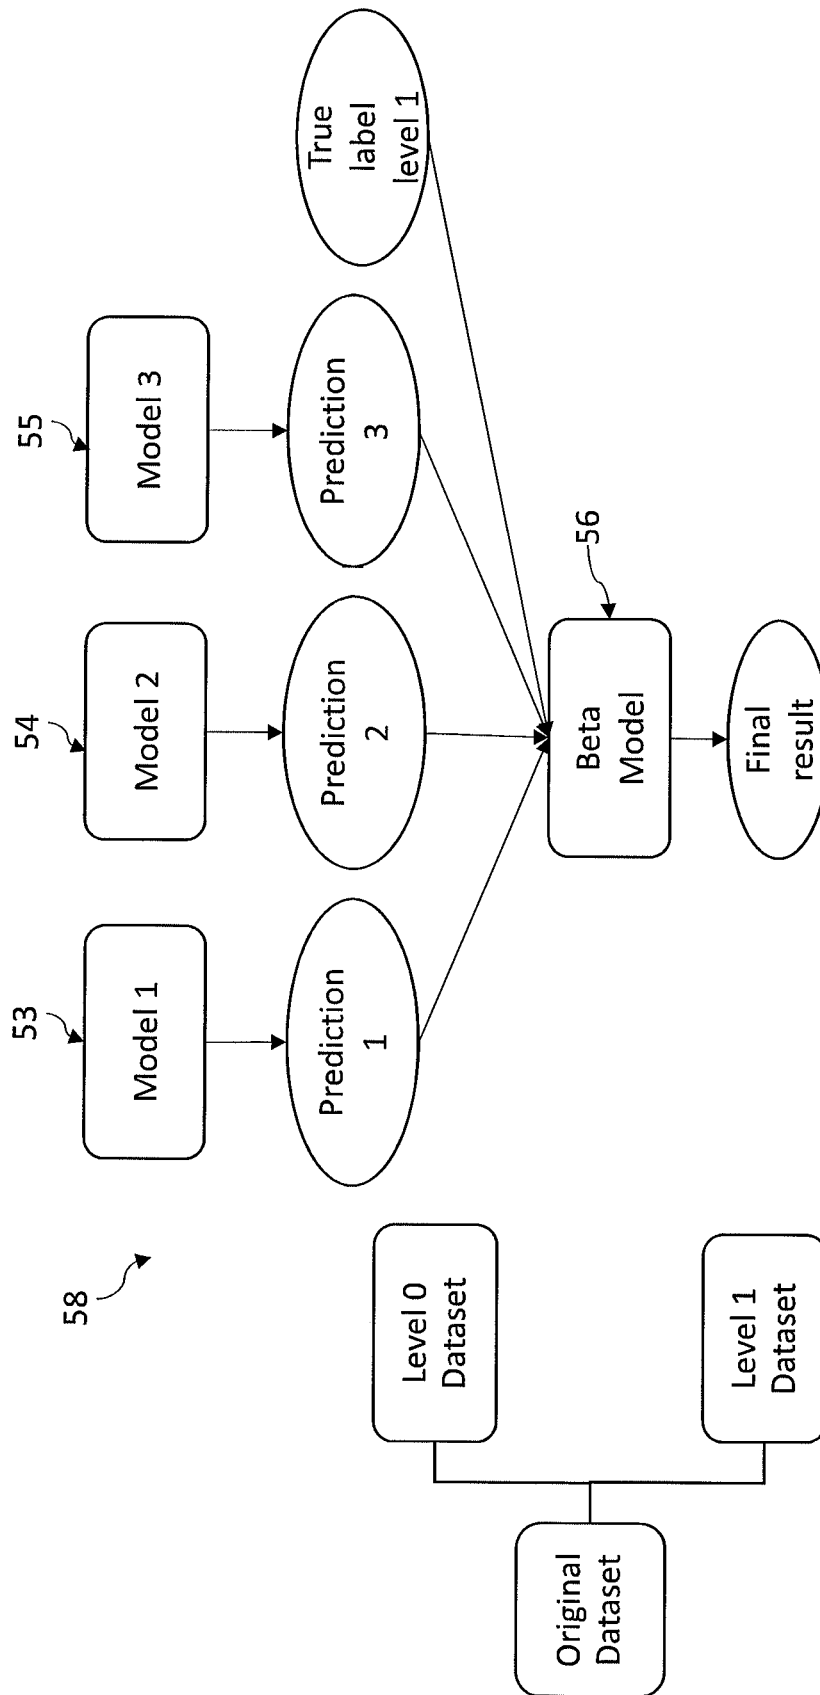 58
53
54
55
Model 1
Model 2
Model 3
Prediction
1
Prediction
2
Prediction
3
True
label
level 1
Original
Dataset
Level 0
Dataset
Level 1
Dataset
Beta
Model
56
Final
result